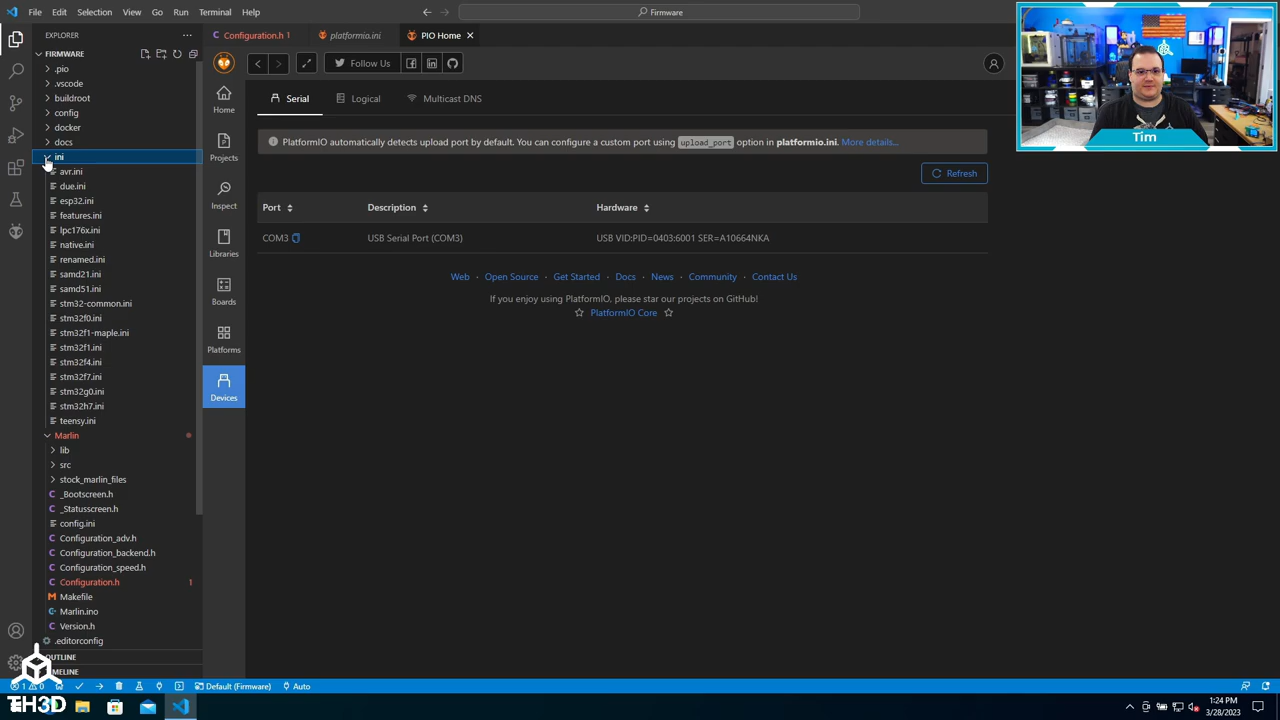 File Edit Selection View Go Run Terminal Help
Firmware
EXPLORER
Configuration.h 1
platformio.ini
PIO Home
FIRMWARE
.pio
.vscode
buildroot
config
docker
docs
ini
avr.ini
due.ini
esp32.ini
features.ini
lpc176x.ini
native.ini
renamed.ini
samd21.ini
samd51.ini
stm32-common.ini
stm32f0.ini
stm32f1-maple.ini
stm32f1.ini
stm32f4.ini
stm32f7.ini
stm32g0.ini
stm32h7.ini
teensy.ini
Marlin
lib
src
stock_marlin_files
_Bootscreen.h
_Statusscreen.h
config.ini
Configuration_adv.h
Configuration_backend.h
Configuration_speed.h
Configuration.h 1
Makefile
Marlin.ino
Version.h
.editorconfig
OUTLINE
TIMELINE
Follow Us
Home
Projects
Inspect
Libraries
Boards
Platforms
Devices
Serial
Logical
Multicast DNS
PlatformIO automatically detects upload port by default. You can configure a custom port using upload_port option in platformio.ini. More details...
Refresh
Port Description Hardware
COM3 USB Serial Port (COM3) USB VID:PID=0403:6001 SER=A10664NKA
Web · Open Source · Get Started · Docs · News · Community · Contact Us
If you enjoy using PlatformIO, please star our projects on GitHub!
PlatformIO Core
Tim
1 0
Default (Firmware)
Auto
TH3D
1:24 PM
3/28/2023